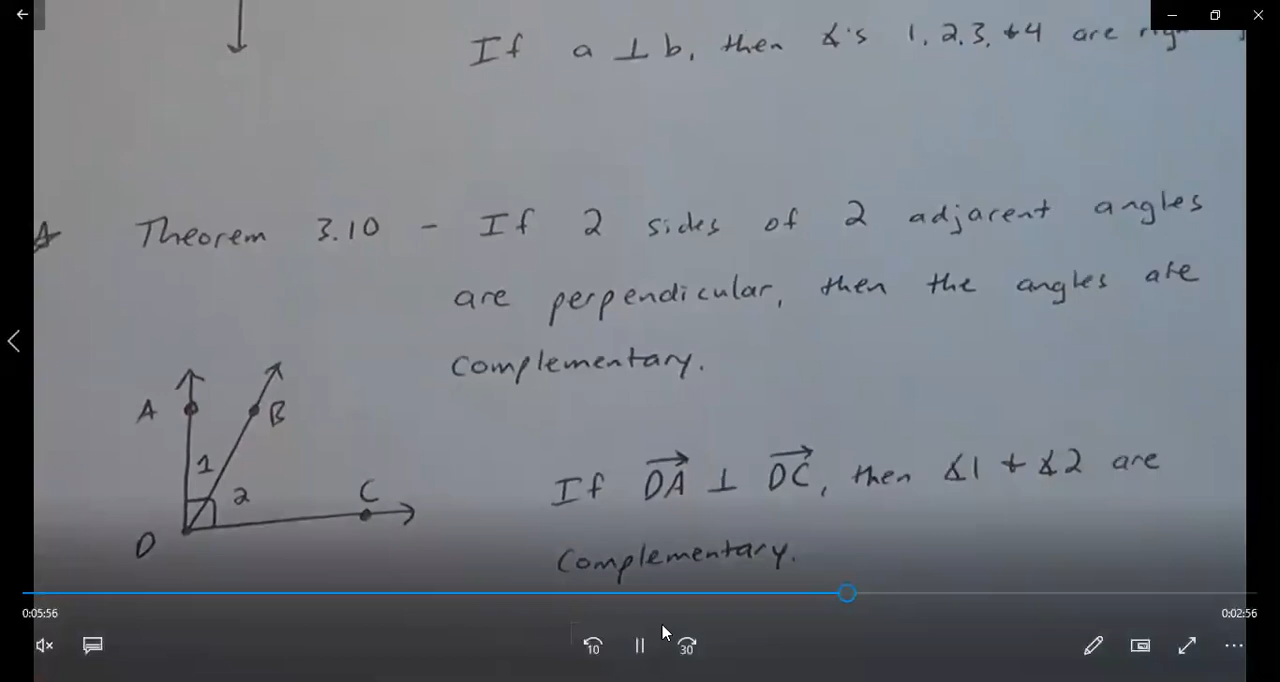 If a ⊥ b, then ∡'s 1, 2, 3, + 4 are
Theorem 3.10 - If 2 sides of 2 adjacent angles
are perpendicular, then the angles are
complementary.
A
B
1
2
C
D
If DA ⊥ DC, then ∡1 + ∡2 are
complementary.
0:05:56
0:02:56
10
30